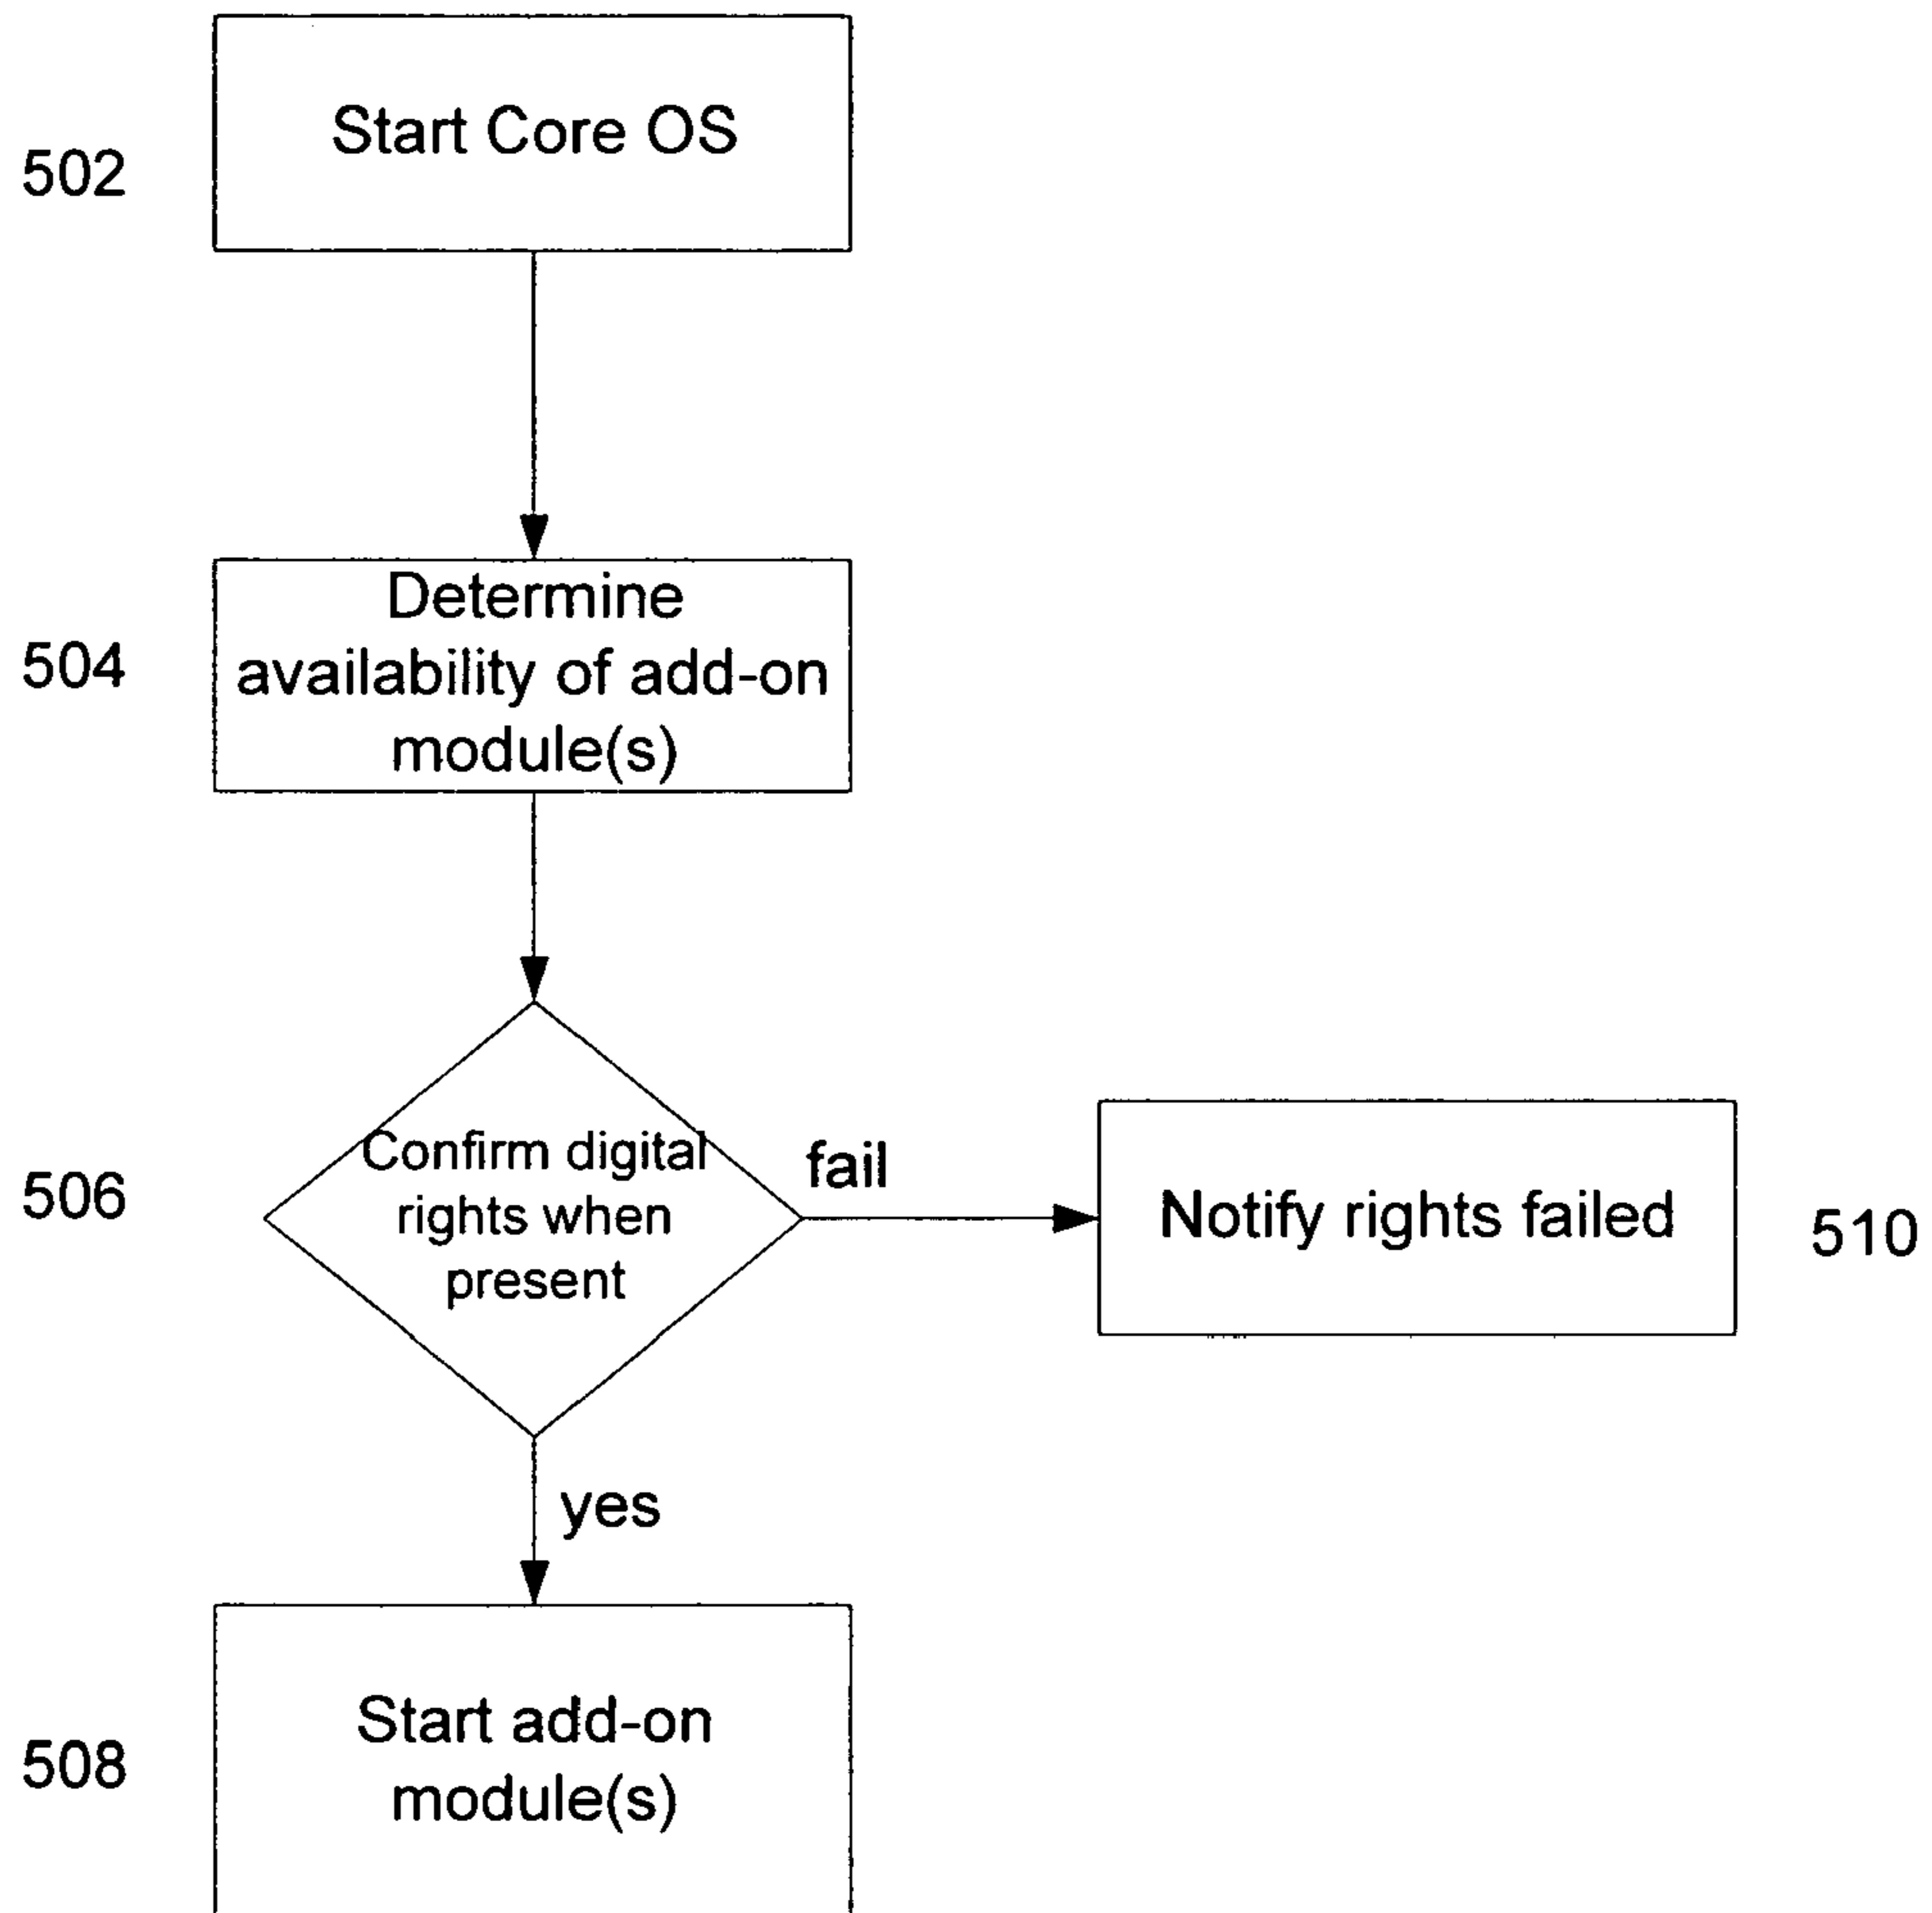 Start Core OS
502
Determine
availability of add-on
module(s)
504
Confirm digital
rights when
present
506
fail
Notify rights failed
510
yes
Start add-on
module(s)
508